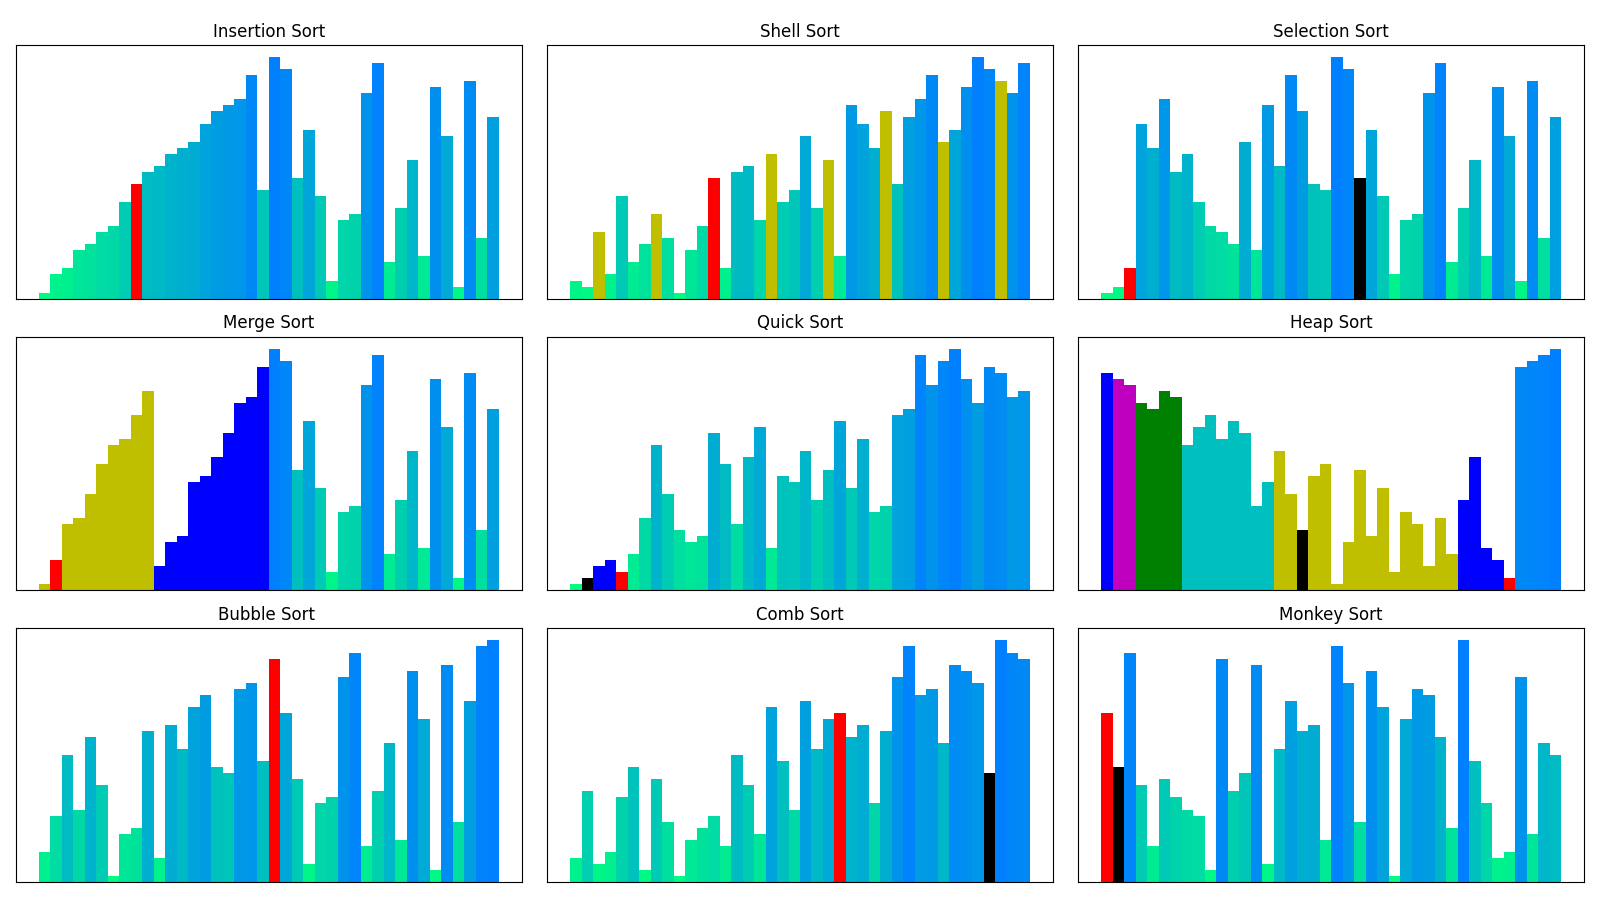 Insertion Sort
Shell Sort
Selection Sort
Merge Sort
Quick Sort
Heap Sort
Bubble Sort
Comb Sort
Monkey Sort